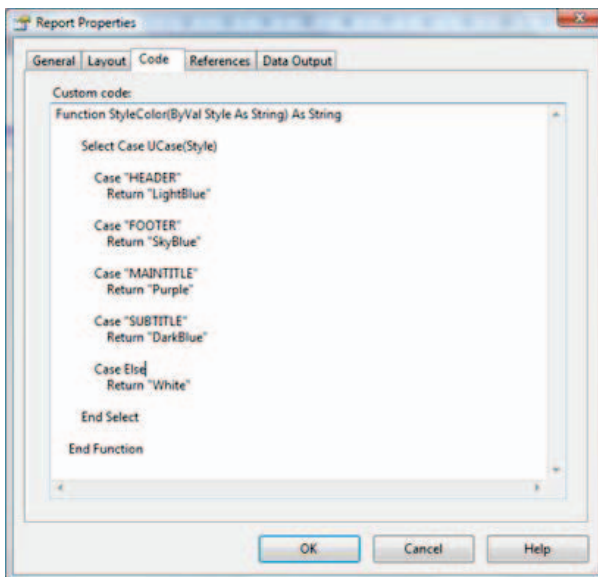 Report Properties
General Layout Code References Data Output
Custom code:
Function StyleColor(ByVal Style As String) As String
Select Case UCase(Style)
Case "HEADER"
Return "LightBlue"
Case "FOOTER"
Return "SkyBlue"
Case "MAINTITLE"
Return "Purple"
Case "SUBTITLE"
Return "DarkBlue"
Case Else
Return "White"
End Select
End Function
OK Cancel Help